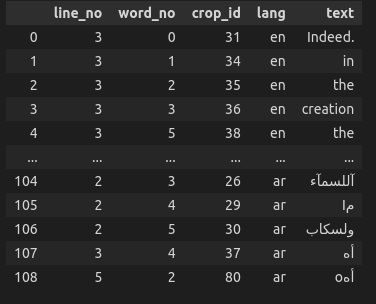 line_no word_no crop_id lang text
0 3 0 31 en Indeed.
1 3 1 34 en in
2 3 2 35 en the
3 3 3 36 en creation
4 3 5 38 en the
... ... ... ... ... ...
104 2 3 26 ar آللسمآء
105 2 4 29 ar م١
106 2 5 30 ar ولسكاب
107 3 4 37 ar أه
108 5 2 80 ar أهه